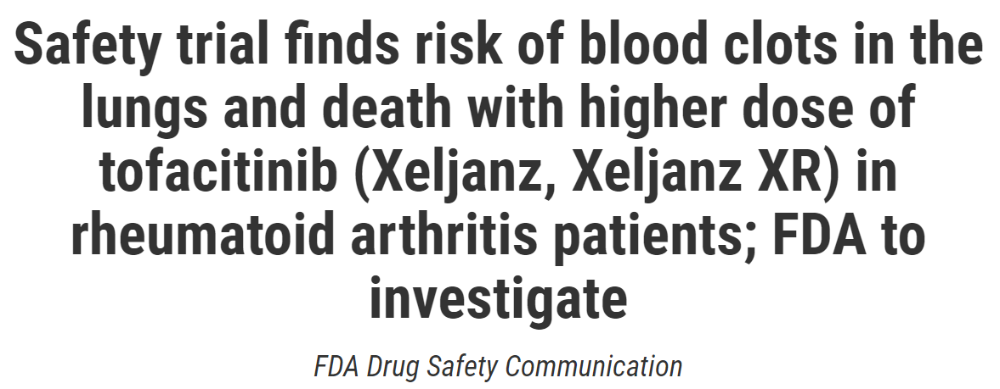 Safety trial finds risk of blood clots in the
lungs and death with higher dose of
tofacitinib (Xeljanz, Xeljanz XR) in
rheumatoid arthritis patients; FDA to
investigate
FDA Drug Safety Communication